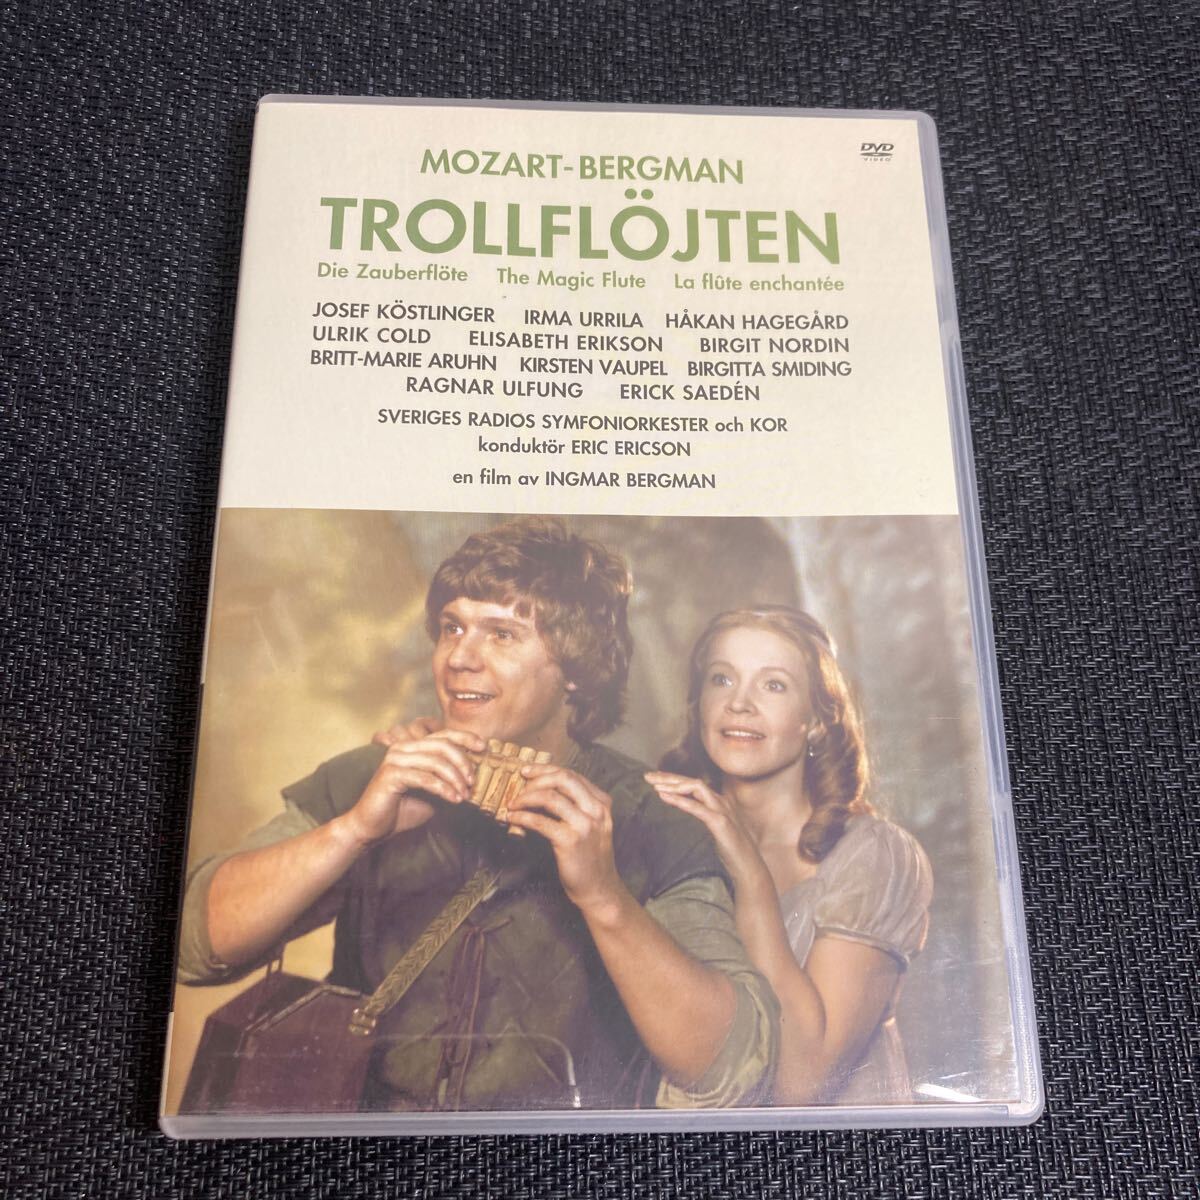 DVD
VIDEO
MOZART-BERGMAN
TROLLFLÖJTEN
Die Zauberflöte The Magic Flute La flûte enchantée
JOSEF KÖSTLINGER IRMA URRILA HÅKAN HAGEGÅRD
ULRIK COLD ELISABETH ERIKSON BIRGIT NORDIN
BRITT-MARIE ARUHN KIRSTEN VAUPEL BIRGITTA SMIDING
RAGNAR ULFUNG ERICK SAEDÉN
SVERIGES RADIOS SYMFONIORKESTER och KOR
konduktör ERIC ERICSON
en film av INGMAR BERGMAN